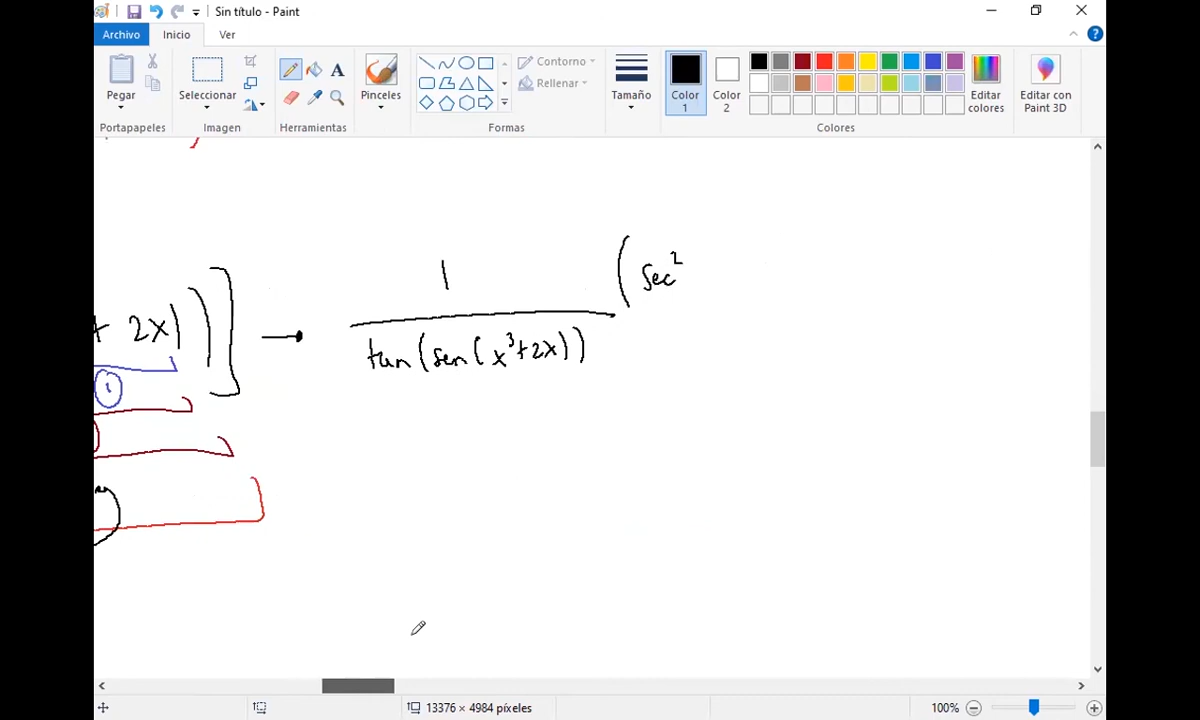 Sin título - Paint
Archivo Inicio Ver
Pegar Seleccionar Pinceles Contorno Rellenar Tamaño Color 1 Color 2 Editar colores Editar con Paint 3D
Portapapeles Imagen Herramientas Formas Colores
+ 2x))] → 1 / tan(sen(x³+2x)) (sec²
1
13376 × 4984 píxeles 100%